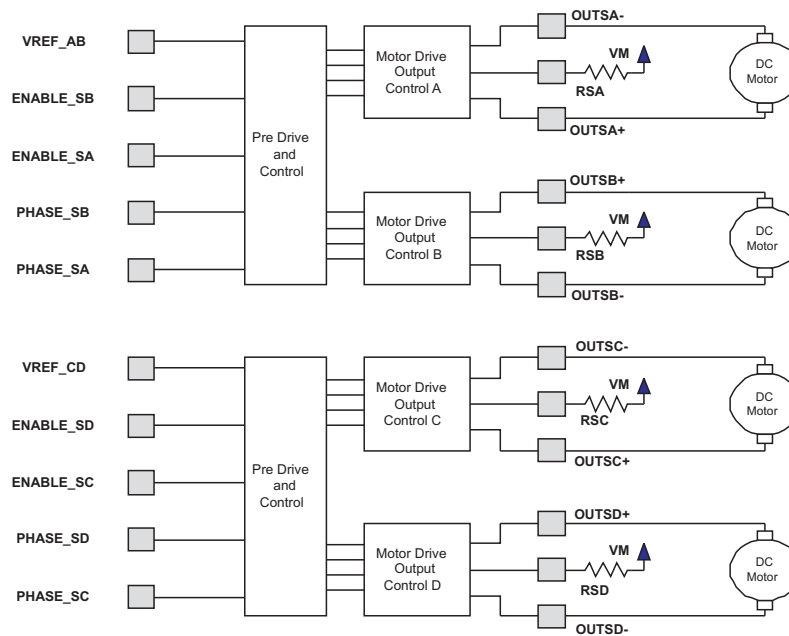 VREF_AB
ENABLE_SB
ENABLE_SA
PHASE_SB
PHASE_SA
Pre Drive
and
Control
Motor Drive
Output
Control A
OUTSA-
VM
RSA
OUTSA+
DC
Motor
Motor Drive
Output
Control B
OUTSB+
VM
RSB
OUTSB-
DC
Motor
VREF_CD
ENABLE_SD
ENABLE_SC
PHASE_SD
PHASE_SC
Pre Drive
and
Control
Motor Drive
Output
Control C
OUTSC-
VM
RSC
OUTSC+
DC
Motor
Motor Drive
Output
Control D
OUTSD+
VM
RSD
OUTSD-
DC
Motor